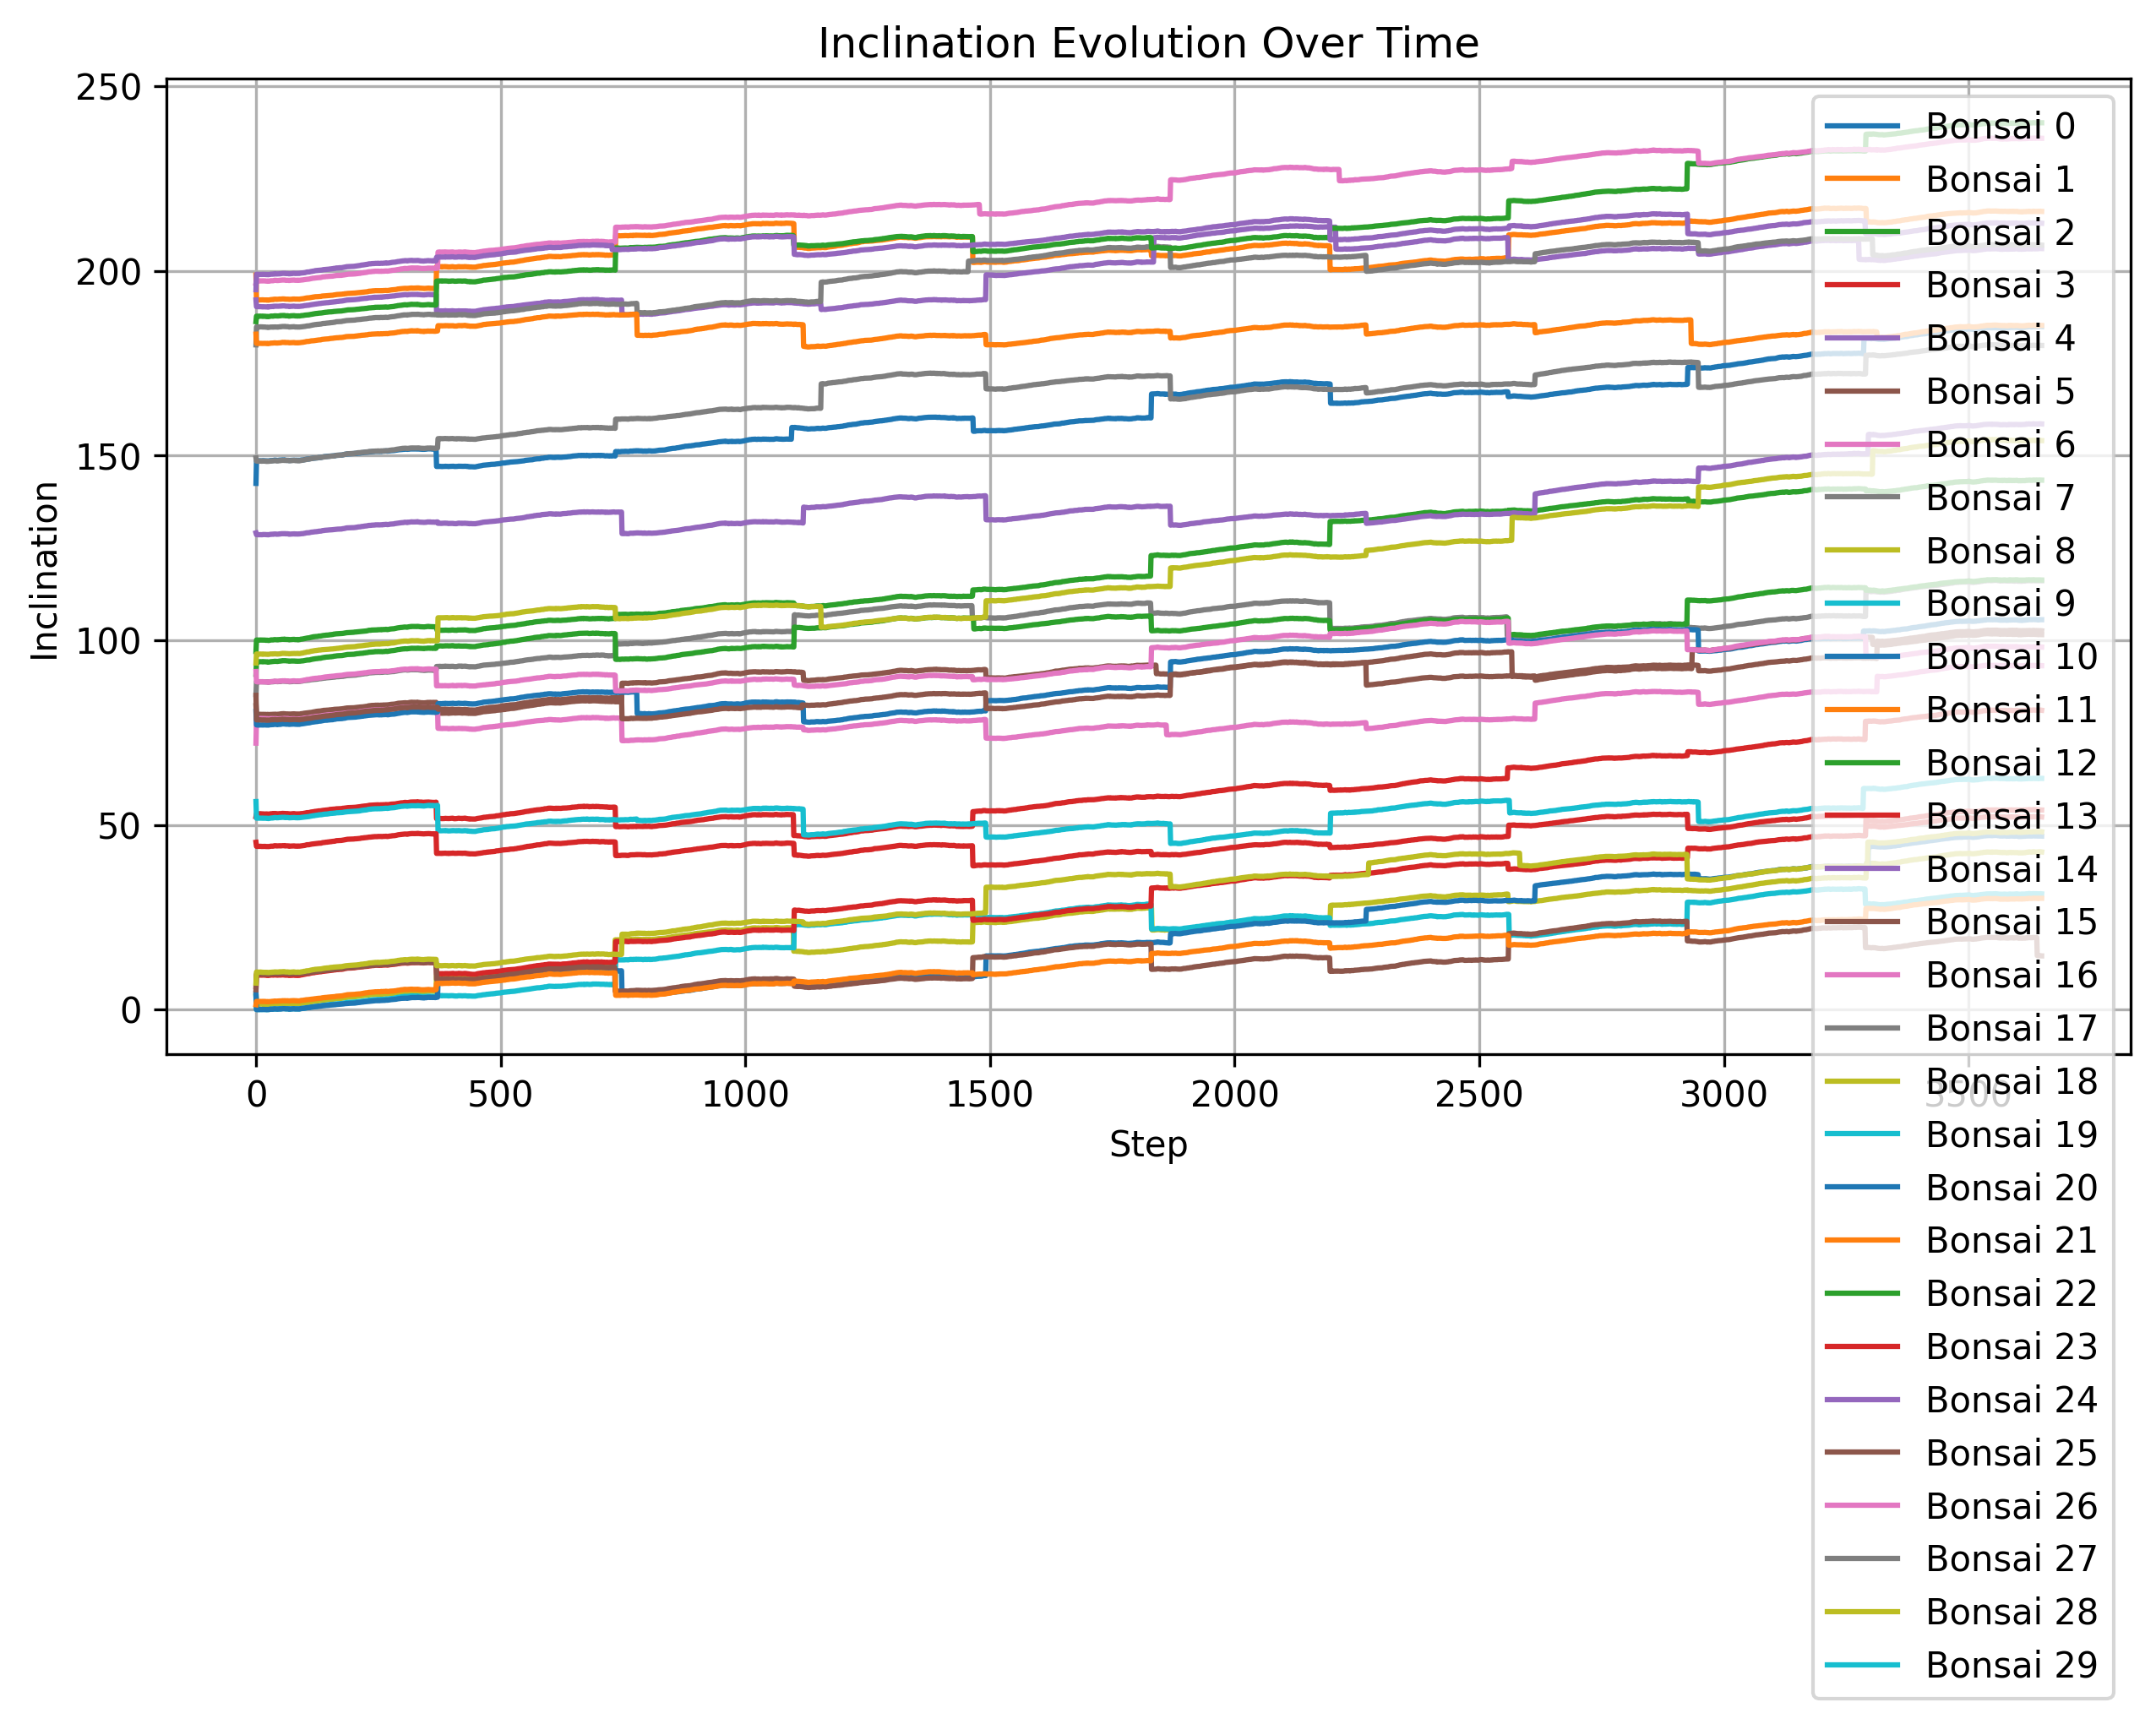 Inclination Evolution Over Time
250
200
150
100
50
0
Inclination
0
500
1000
1500
2000
2500
3000
3500
Step
Bonsai 0
Bonsai 1
Bonsai 2
Bonsai 3
Bonsai 4
Bonsai 5
Bonsai 6
Bonsai 7
Bonsai 8
Bonsai 9
Bonsai 10
Bonsai 11
Bonsai 12
Bonsai 13
Bonsai 14
Bonsai 15
Bonsai 16
Bonsai 17
Bonsai 18
Bonsai 19
Bonsai 20
Bonsai 21
Bonsai 22
Bonsai 23
Bonsai 24
Bonsai 25
Bonsai 26
Bonsai 27
Bonsai 28
Bonsai 29